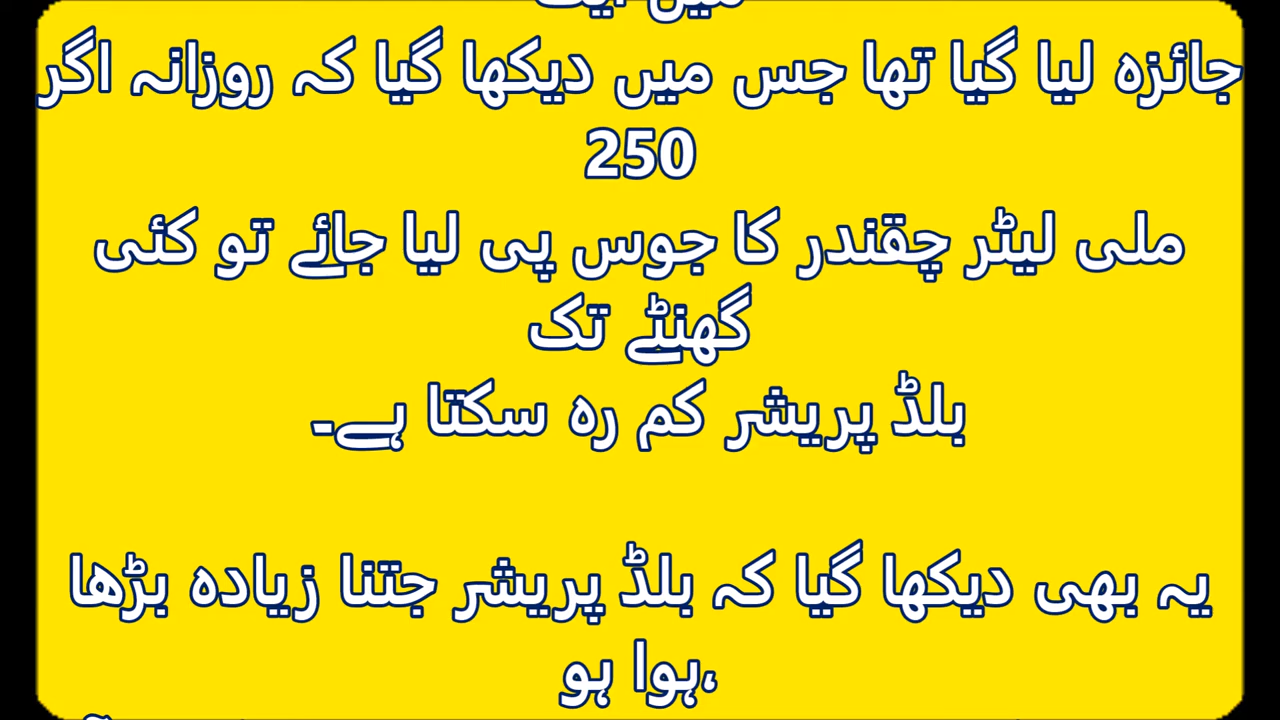 میں ایک
جائزہ لیا گیا تھا جس میں دیکھا گیا کہ روزانہ اگر
250
ملی لیٹر چقندر کا جوس پی لیا جائے تو کئی
گھنٹے تک
بلڈ پریشر کم رہ سکتا ہے۔
یہ بھی دیکھا گیا کہ بلڈ پریشر جتنا زیادہ بڑھا
ہوا ہو،